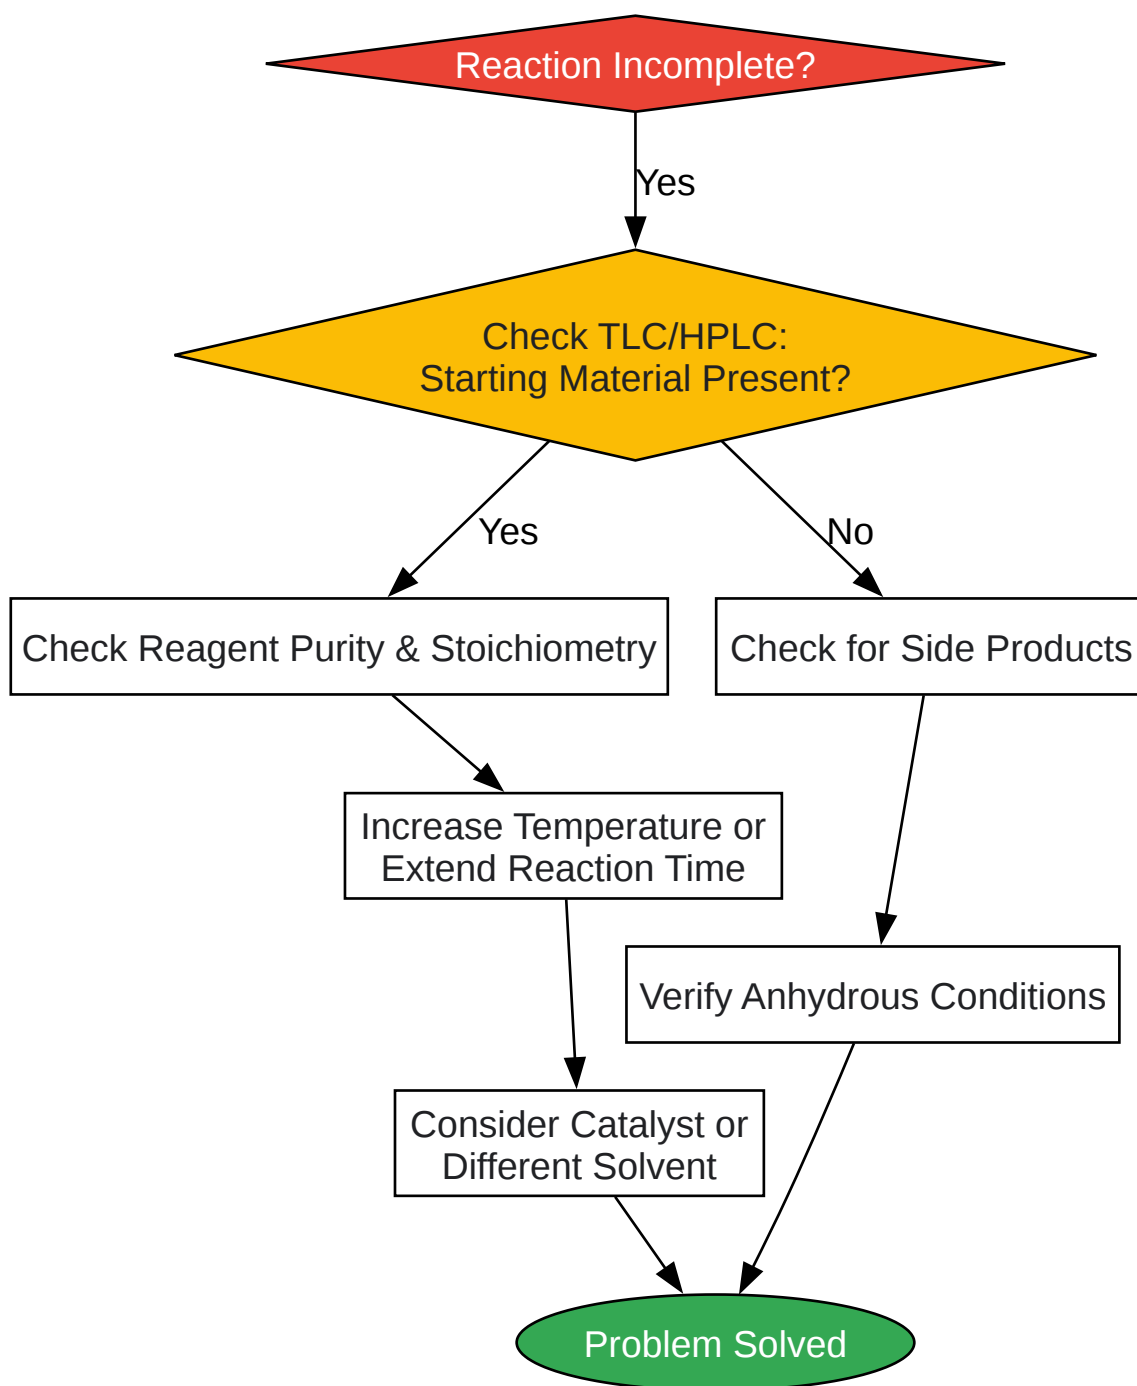 Reaction Incomplete?
Yes
Check TLC/HPLC:
Starting Material Present?
Yes
No
Check Reagent Purity & Stoichiometry
Check for Side Products
Increase Temperature or
Extend Reaction Time
Verify Anhydrous Conditions
Consider Catalyst or
Different Solvent
Problem Solved